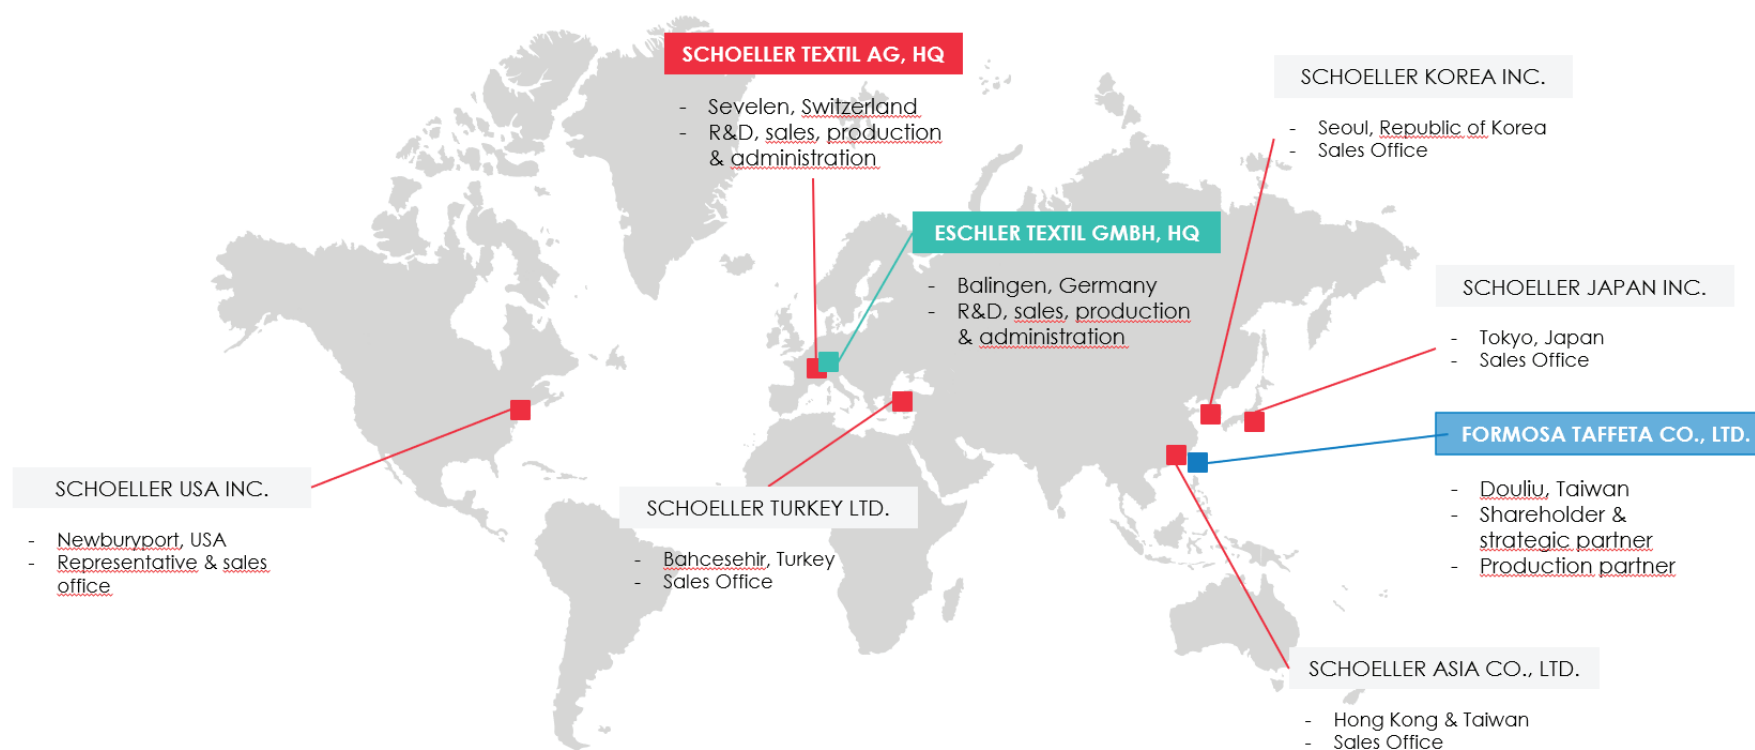 SCHOELLER TEXTIL AG, HQ
- Sevelen, Switzerland
- R&D, sales, production
& administration
SCHOELLER KOREA INC.
- Seoul, Republic of Korea
- Sales Office
ESCHLER TEXTIL GMBH, HQ
- Balingen, Germany
- R&D, sales, production
& administration
SCHOELLER JAPAN INC.
- Tokyo, Japan
- Sales Office
FORMOSA TAFFETA CO., LTD.
- Douliu, Taiwan
- Shareholder &
strategic partner
- Production partner
SCHOELLER USA INC.
- Newburyport, USA
- Representative & sales
office
SCHOELLER TURKEY LTD.
- Bahcesehir, Turkey
- Sales Office
SCHOELLER ASIA CO., LTD.
- Hong Kong & Taiwan
- Sales Office